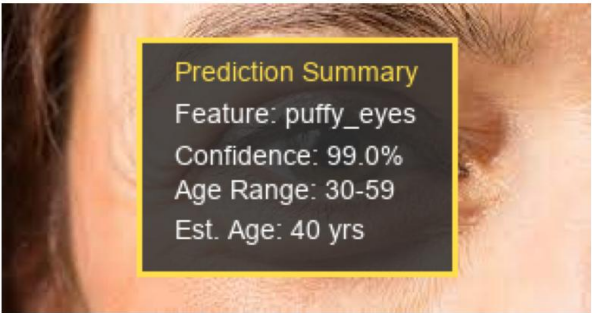 Prediction Summary
Feature: puffy_eyes
Confidence: 99.0%
Age Range: 30-59
Est. Age: 40 yrs